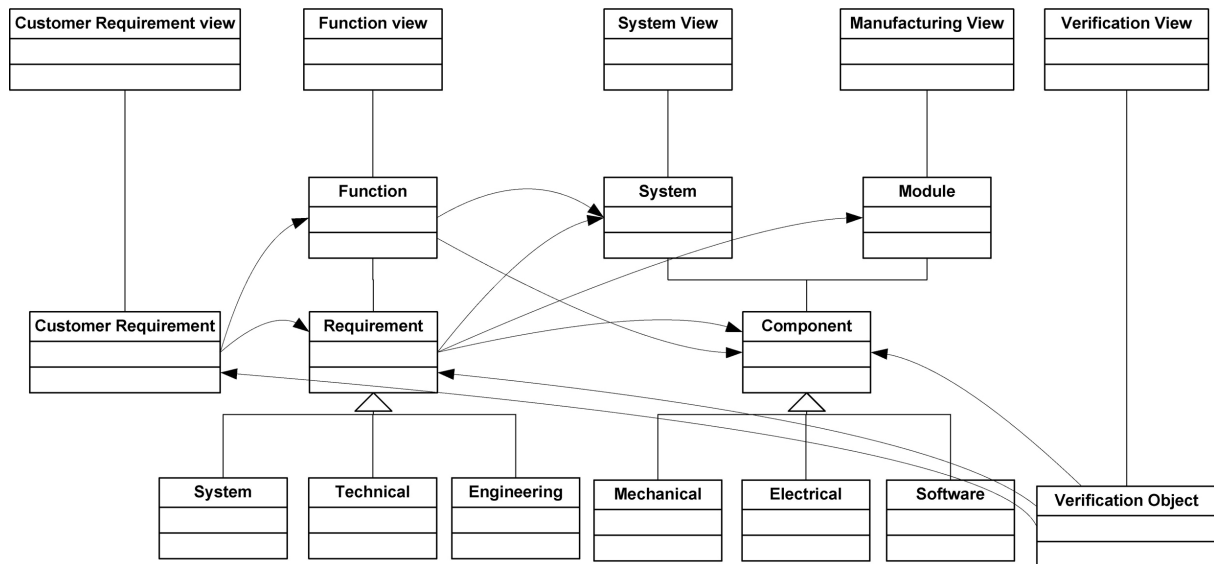 Customer Requirement view
Function view
System View
Manufacturing View
Verification View
Function
System
Module
Customer Requirement
Requirement
Component
System
Technical
Engineering
Mechanical
Electrical
Software
Verification Object